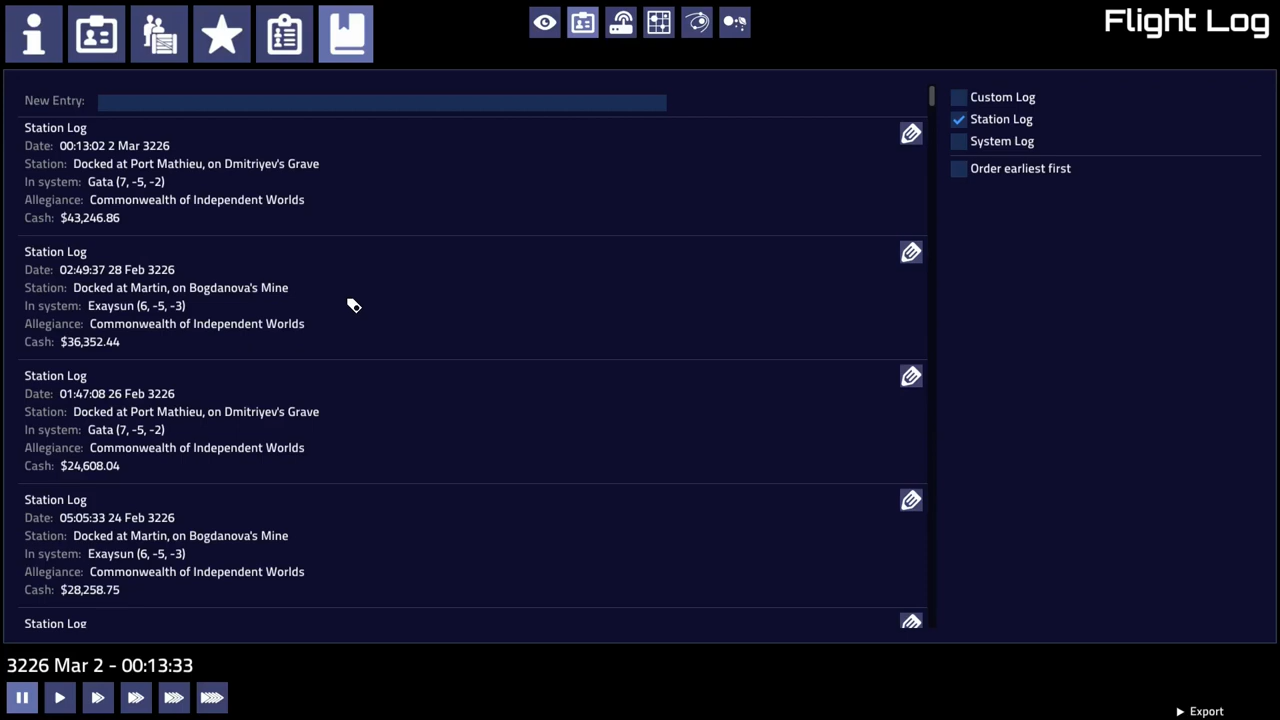 Flight Log
New Entry:
Station Log
Date: 00:13:02 2 Mar 3226
Station: Docked at Port Mathieu, on Dmitriyev's Grave
In system: Gata (7, -5, -2)
Allegiance: Commonwealth of Independent Worlds
Cash: $43,246.86
Station Log
Date: 02:49:37 28 Feb 3226
Station: Docked at Martin, on Bogdanova's Mine
In system: Exaysun (6, -5, -3)
Allegiance: Commonwealth of Independent Worlds
Cash: $36,352.44
Station Log
Date: 01:47:08 26 Feb 3226
Station: Docked at Port Mathieu, on Dmitriyev's Grave
In system: Gata (7, -5, -2)
Allegiance: Commonwealth of Independent Worlds
Cash: $24,608.04
Station Log
Date: 05:05:33 24 Feb 3226
Station: Docked at Martin, on Bogdanova's Mine
In system: Exaysun (6, -5, -3)
Allegiance: Commonwealth of Independent Worlds
Cash: $28,258.75
Station Log
Custom Log
Station Log
System Log
Order earliest first
3226 Mar 2 - 00:13:33
Export